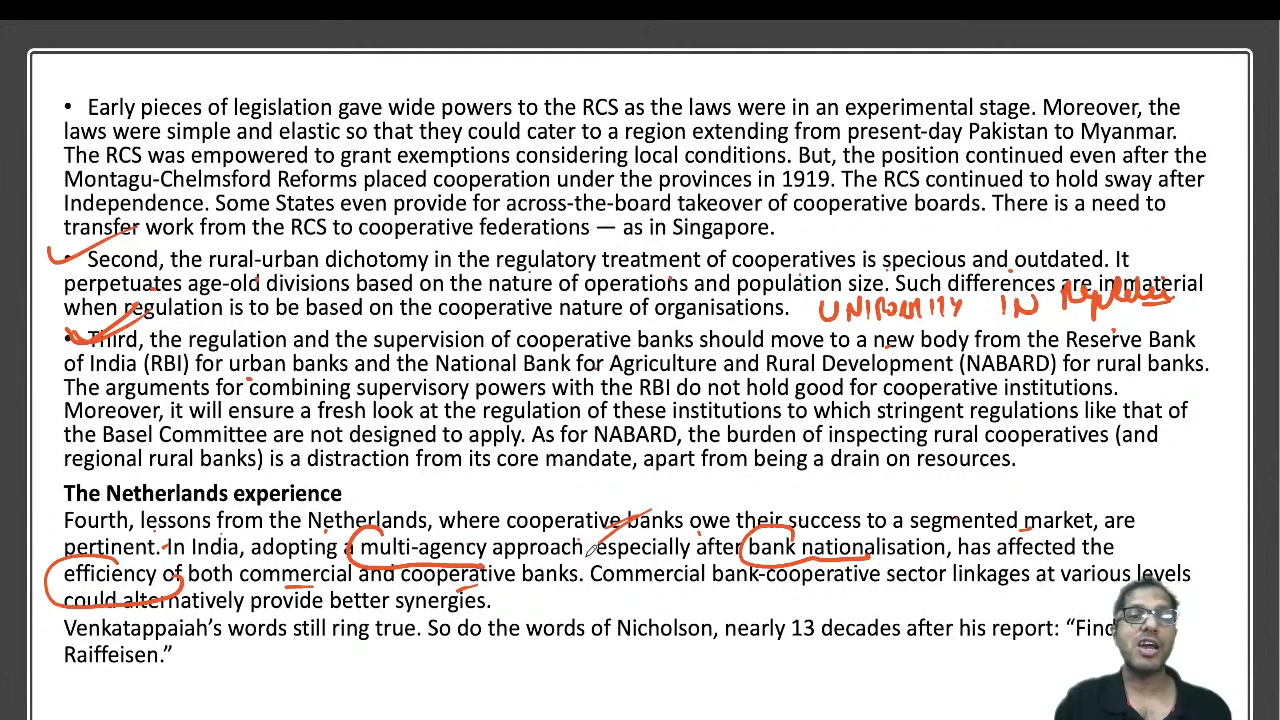 • Early pieces of legislation gave wide powers to the RCS as the laws were in an experimental stage. Moreover, the
laws were simple and elastic so that they could cater to a region extending from present-day Pakistan to Myanmar.
The RCS was empowered to grant exemptions considering local conditions. But, the position continued even after the
Montagu-Chelmsford Reforms placed cooperation under the provinces in 1919. The RCS continued to hold sway after
Independence. Some States even provide for across-the-board takeover of cooperative boards. There is a need to
transfer work from the RCS to cooperative federations — as in Singapore.
• Second, the rural-urban dichotomy in the regulatory treatment of cooperatives is specious and outdated. It
perpetuates age-old divisions based on the nature of operations and population size. Such differences are immaterial
when regulation is to be based on the cooperative nature of organisations. UNIFORMITY IN
• Third, the regulation and the supervision of cooperative banks should move to a new body from the Reserve Bank
of India (RBI) for urban banks and the National Bank for Agriculture and Rural Development (NABARD) for rural banks.
The arguments for combining supervisory powers with the RBI do not hold good for cooperative institutions.
Moreover, it will ensure a fresh look at the regulation of these institutions to which stringent regulations like that of
the Basel Committee are not designed to apply. As for NABARD, the burden of inspecting rural cooperatives (and
regional rural banks) is a distraction from its core mandate, apart from being a drain on resources.
The Netherlands experience
Fourth, lessons from the Netherlands, where cooperative banks owe their success to a segmented market, are
pertinent. In India, adopting a multi-agency approach especially after bank nationalisation, has affected the
efficiency of both commercial and cooperative banks. Commercial bank-cooperative sector linkages at various levels
could alternatively provide better synergies.
Venkatappaiah's words still ring true. So do the words of Nicholson, nearly 13 decades after his report: “Find
Raiffeisen.”